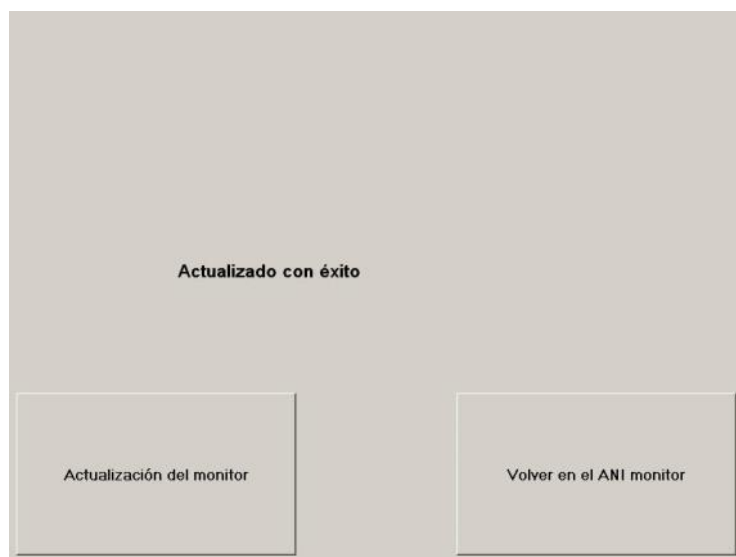 Actualizado con éxito
Actualización del monitor
Volver en el ANI monitor